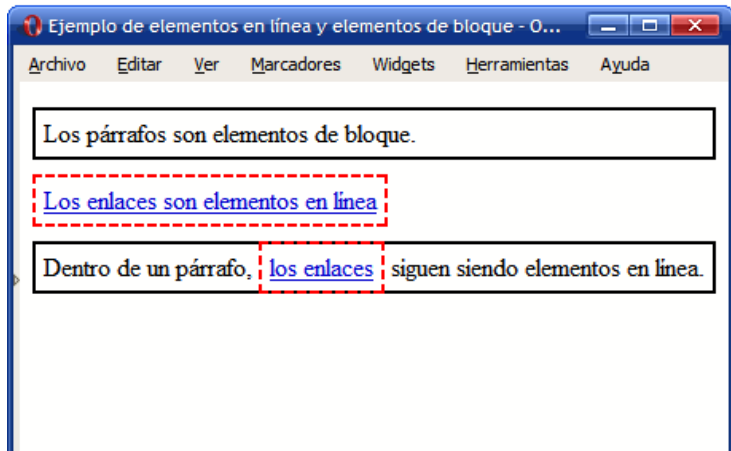 Ejemplo de elementos en línea y elementos de bloque - O...
Archivo Editar Ver Marcadores Widgets Herramientas Ayuda
Los párrafos son elementos de bloque.
Los enlaces son elementos en línea
Dentro de un párrafo, los enlaces siguen siendo elementos en línea.